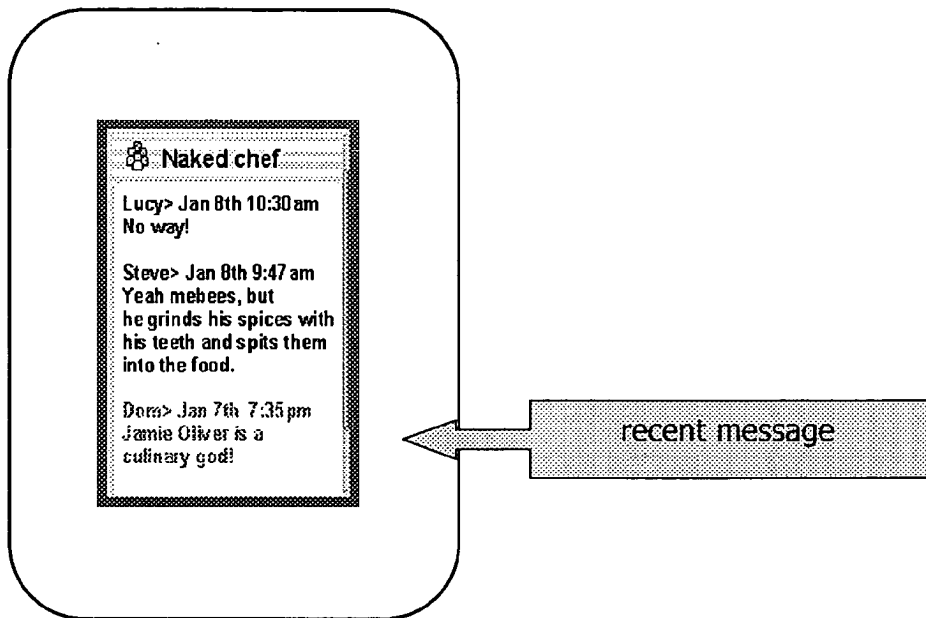 Naked chef
Lucy> Jan 8th 10:30am
No way!
Steve> Jan 8th 9:47am
Yeah mebees, but
he grinds his spices with
his teeth and spits them
into the food.
Dom> Jan 7th 7:35pm
Jamie Oliver is a
culinary god!
recent message